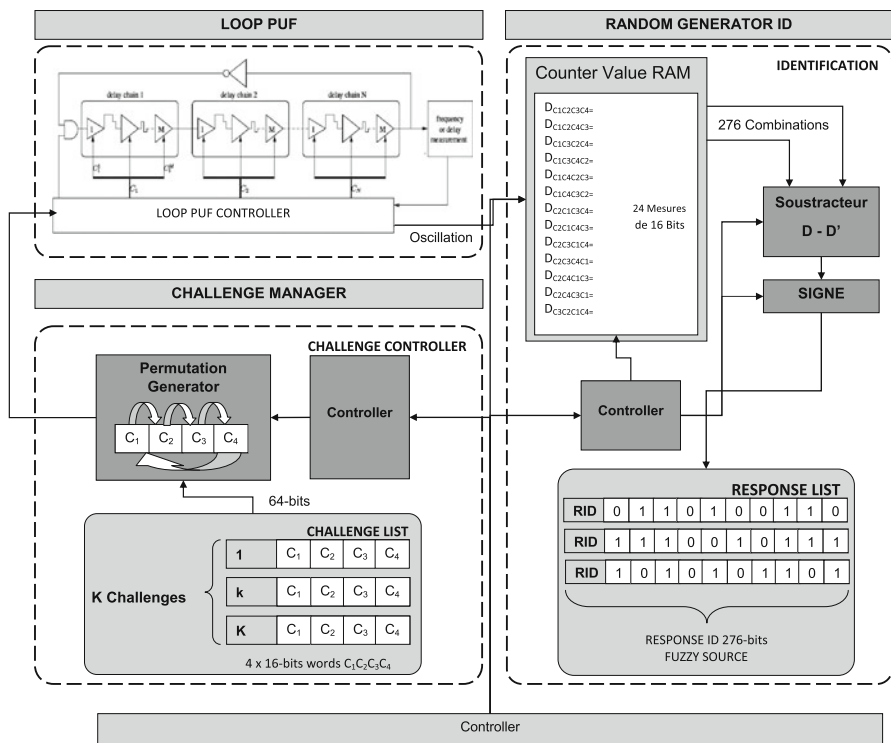 LOOP PUF
delay chain 1
delay chain 2
delay chain N
1
M
1
M
1
M
frequency
or delay
measurement
C₁
C₂
C_N
LOOP PUF CONTROLLER
Oscillation
CHALLENGE MANAGER
CHALLENGE CONTROLLER
Permutation
Generator
C₁ C₂ C₃ C₄
Controller
64-bits
CHALLENGE LIST
K Challenges
1 C₁ C₂ C₃ C₄
k C₁ C₂ C₃ C₄
K C₁ C₂ C₃ C₄
4 x 16-bits words C₁C₂C₃C₄
RANDOM GENERATOR ID
IDENTIFICATION
Counter Value RAM
D_C1C2C3C4=
D_C1C2C4C3=
D_C1C3C2C4=
D_C1C3C4C2=
D_C1C4C2C3=
D_C1C4C3C2=
D_C2C1C3C4=
D_C2C1C4C3=
D_C2C3C1C4=
D_C2C3C4C1=
D_C2C4C1C3=
D_C2C4C3C1=
D_C3C2C1C4=
24 Mesures
de 16 Bits
276 Combinations
Soustracteur
D - D'
SIGNE
Controller
RESPONSE LIST
RID 0 1 1 0 1 0 0 1 1 0
RID 1 1 1 0 0 1 0 1 1 1
RID 1 0 1 0 1 0 1 1 0 1
RESPONSE ID 276-bits
FUZZY SOURCE
Controller